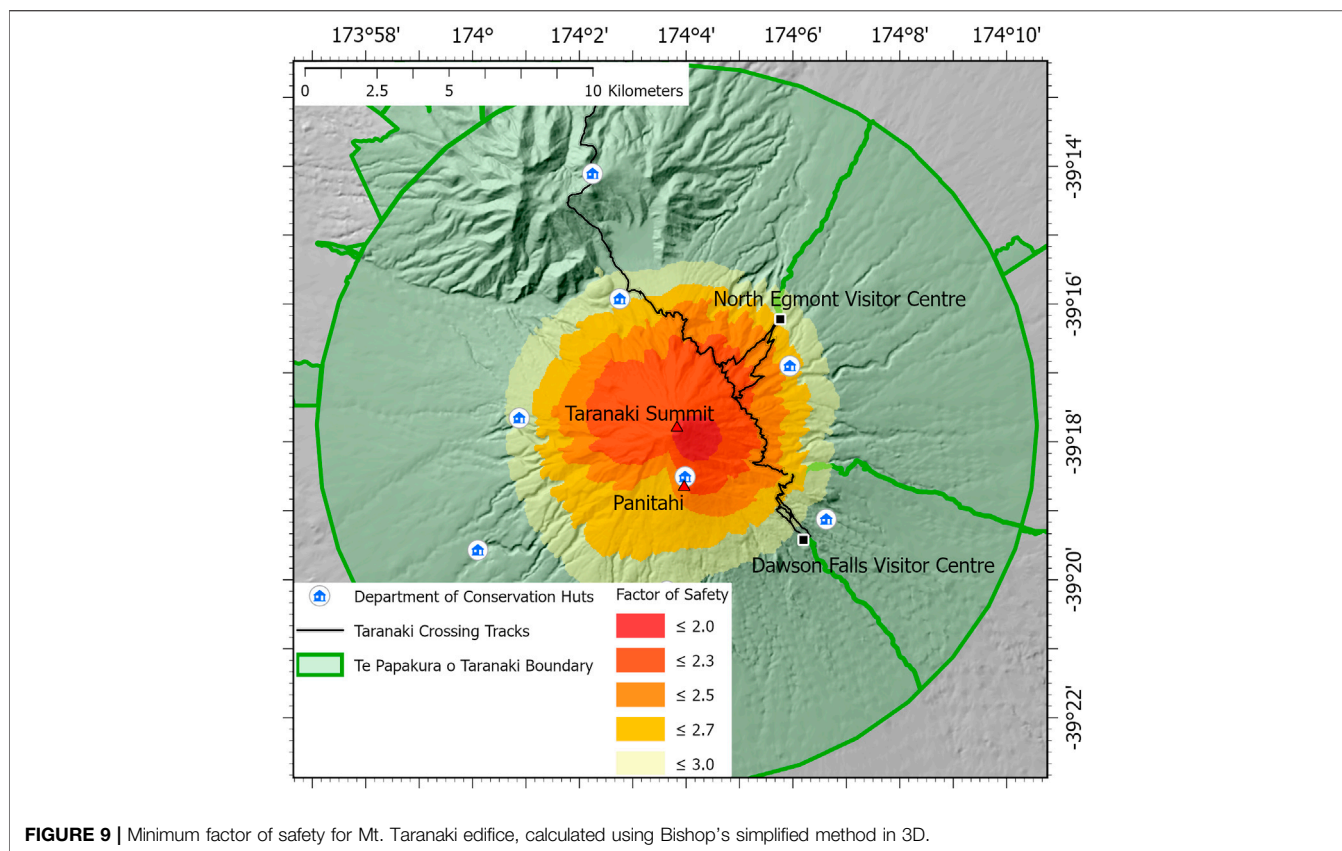 173°58' 174° 174°2' 174°4' 174°6' 174°8' 174°10'
0 2.5 5 10 Kilometers
-39°14'
-39°16'
North Egmont Visitor Centre
Taranaki Summit
-39°18'
Panitahi
Dawson Falls Visitor Centre
-39°20'
Department of Conservation Huts
Taranaki Crossing Tracks
Te Papakura o Taranaki Boundary
Factor of Safety
≤ 2.0
≤ 2.3
≤ 2.5
≤ 2.7
≤ 3.0
-39°22'
FIGURE 9 | Minimum factor of safety for Mt. Taranaki edifice, calculated using Bishop's simplified method in 3D.